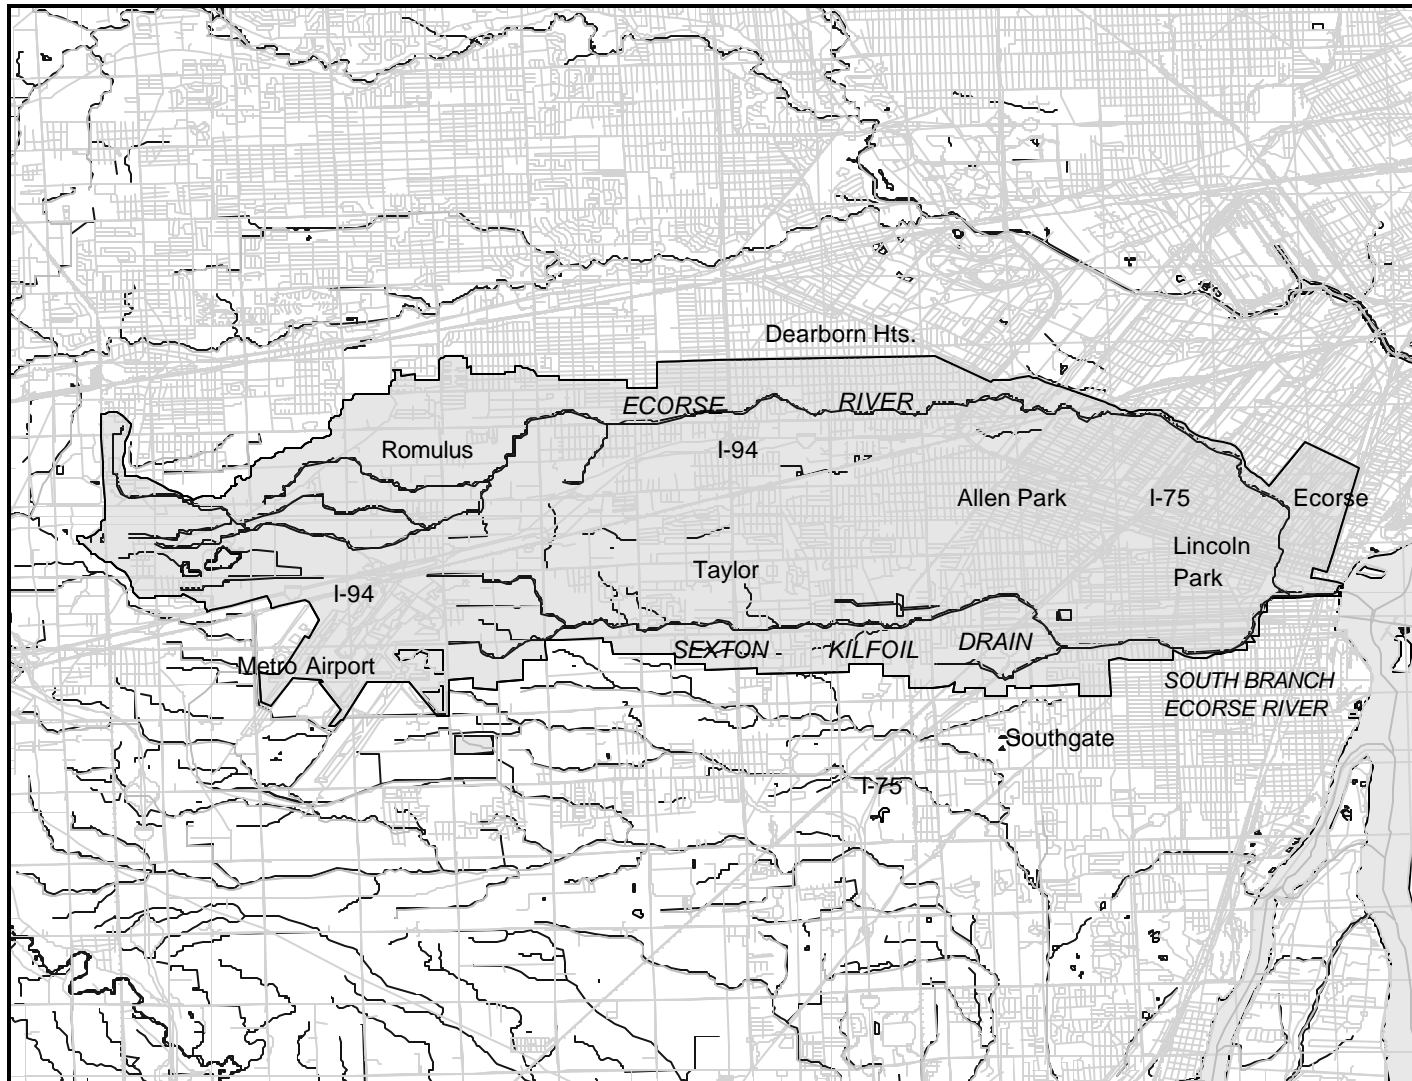 Dearborn Hts.
ECORSE RIVER
Romulus
I-94
Allen Park
I-75
Ecorse
Lincoln
Park
Taylor
I-94
SEXTON KILFOIL DRAIN
Metro Airport
SOUTH BRANCH
ECORSE RIVER
Southgate
I-75